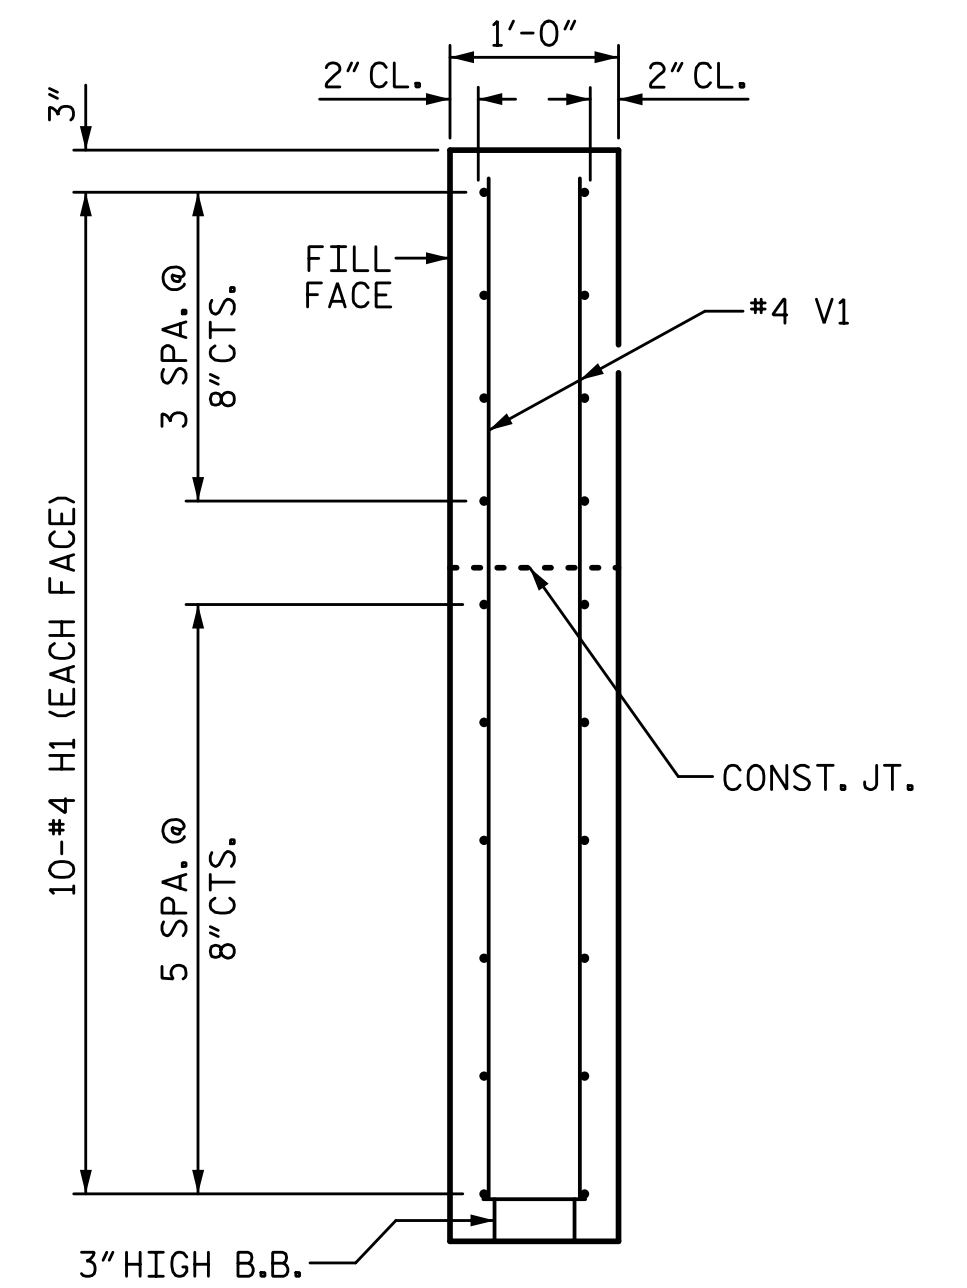 1'-0"
2" CL.
2" CL.
3"
FILL
FACE
3 SPA. @
8" CTS.
#4 V1
10-#4 H1 (EACH FACE)
CONST. JT.
5 SPA. @
8" CTS.
3" HIGH B.B.